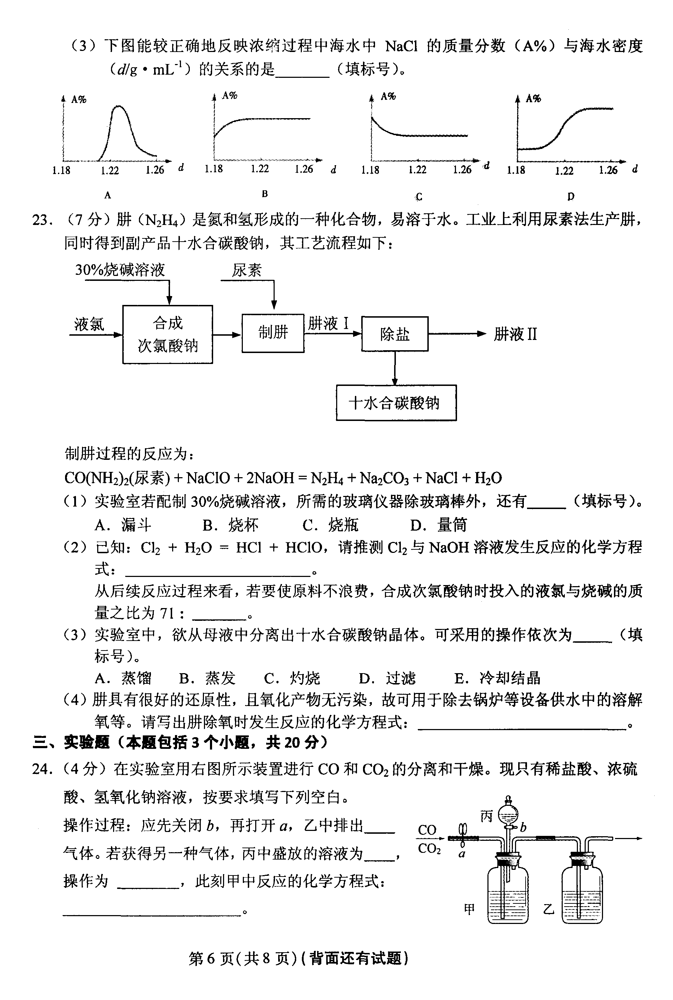 （3）下图能较正确地反映浓缩过程中海水中 NaCl 的质量分数（A%）与海水密度
（d/g·mL⁻¹）的关系的是______（填标号）。
A% A% A% A%
1.18 1.22 1.26 d 1.18 1.22 1.26 d 1.18 1.22 1.26 d 1.18 1.22 1.26 d
A B C D
23．（7 分）肼（N₂H₄）是氮和氢形成的一种化合物，易溶于水。工业上利用尿素法生产肼，
同时得到副产品十水合碳酸钠，其工艺流程如下：
30%烧碱溶液 尿素
液氯
合成
次氯酸钠
制肼
肼液 I
除盐
肼液 II
十水合碳酸钠
制肼过程的反应为：
CO(NH₂)₂(尿素) + NaClO + 2NaOH = N₂H₄ + Na₂CO₃ + NaCl + H₂O
（1）实验室若配制 30%烧碱溶液，所需的玻璃仪器除玻璃棒外，还有_____（填标号）。
A．漏斗 B．烧杯 C．烧瓶 D．量筒
（2）已知：Cl₂ + H₂O = HCl + HClO，请推测 Cl₂与 NaOH 溶液发生反应的化学方程
式：______________________。
从后续反应过程来看，若要使原料不浪费，合成次氯酸钠时投入的液氯与烧碱的质
量之比为 71：_______。
（3）实验室中，欲从母液中分离出十水合碳酸钠晶体。可采用的操作依次为_____（填
标号）。
A．蒸馏 B．蒸发 C．灼烧 D．过滤 E．冷却结晶
（4）肼具有很好的还原性，且氧化产物无污染，故可用于除去锅炉等设备供水中的溶解
氧等。请写出肼除氧时发生反应的化学方程式：_________________________。
三、实验题（本题包括 3 个小题，共 20 分）
24．（4 分）在实验室用右图所示装置进行 CO 和 CO₂的分离和干燥。现只有稀盐酸、浓硫
酸、氢氧化钠溶液，按要求填写下列空白。
操作过程：应先关闭 b，再打开 a，乙中排出____
气体。若获得另一种气体，丙中盛放的溶液为____，
操作为 ________，此刻甲中反应的化学方程式：
______________________。
CO
CO₂
a
丙
b
甲
乙
第 6 页(共 8 页)(背面还有试题)